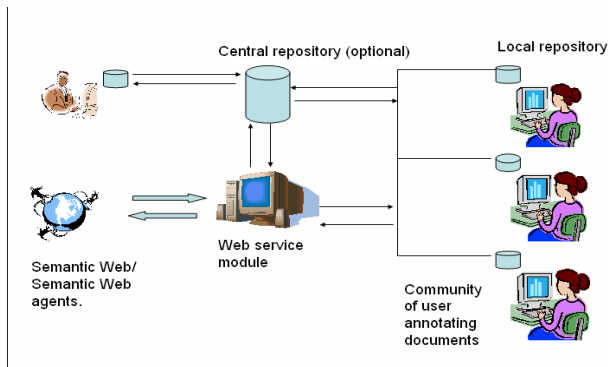 Central repository (optional)
Local repository
Web service
module
Semantic Web/
Semantic Web
agents.
Community
of user
annotating
documents